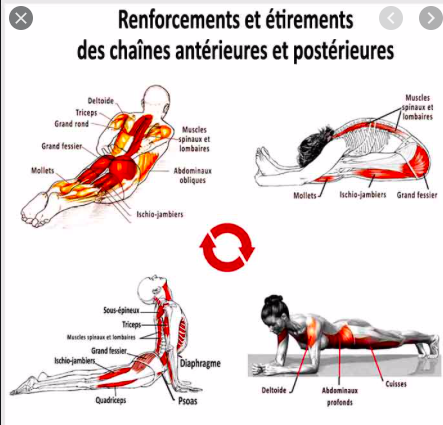 Renforcements et étirements
des chaînes antérieures et postérieures
Deltoide
Triceps
Grand rond
Grand fessier
Mollets
Muscles
spinaux et
lombaires
Abdominaux
obliques
Ischio-jambiers
Muscles
spinaux et
lombaires
Mollets
Ischio-jambiers
Grand fessier
Sous-épineux
Triceps
Muscles spinaux et lombaires
Grand fessier
Ischio-jambiers
Quadriceps
Diaphragme
Psoas
Deltoide
Abdominaux
profonds
Cuisses